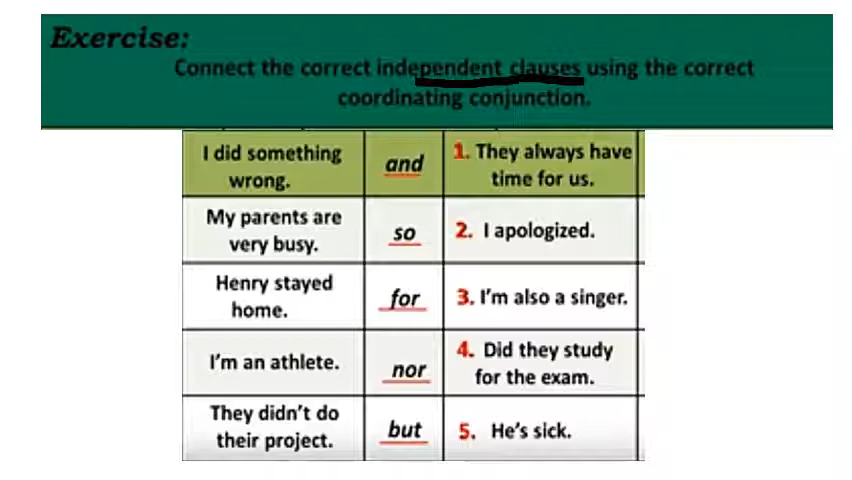 Exercise:
Connect the correct independent clauses using the correct
coordinating conjunction.
I did something
wrong.
and
1. They always have
time for us.
My parents are
very busy.
so
2. I apologized.
Henry stayed
home.
for
3. I'm also a singer.
I'm an athlete.
nor
4. Did they study
for the exam.
They didn't do
their project.
but
5. He's sick.